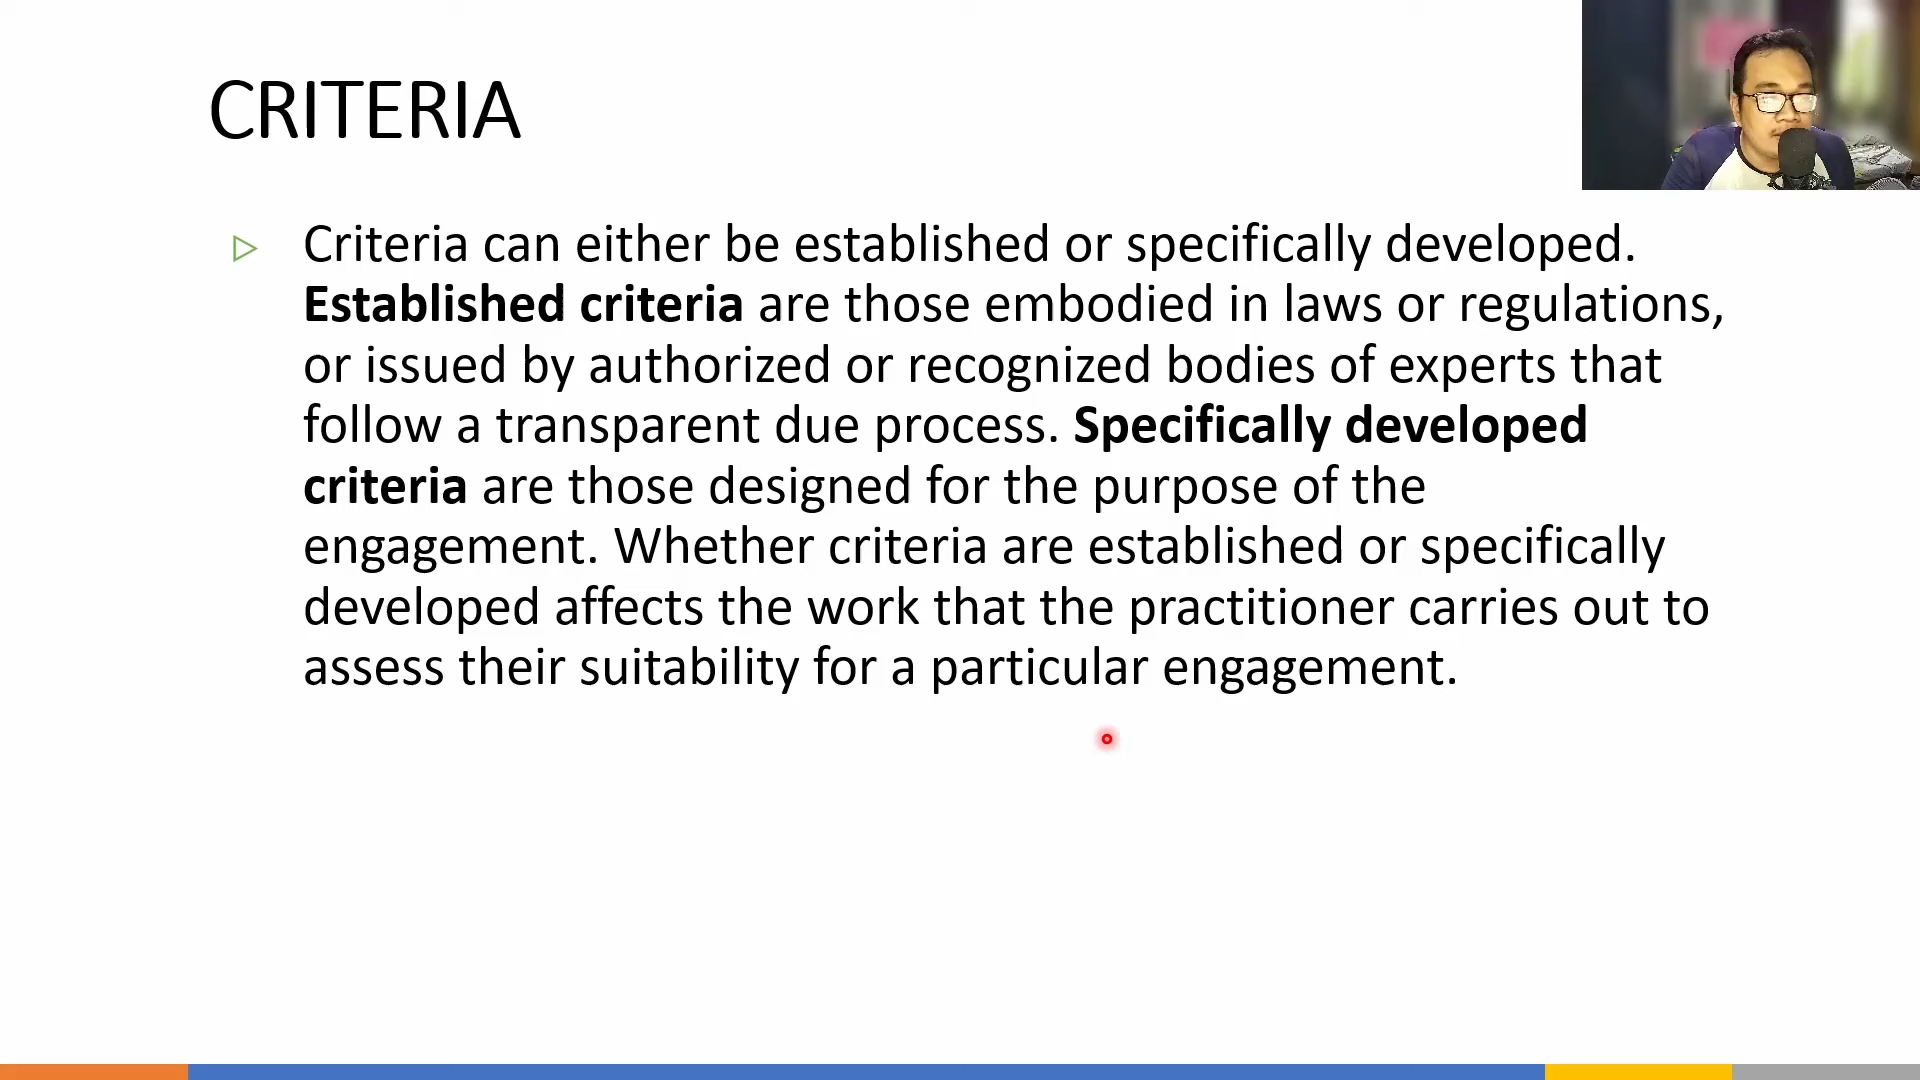 CRITERIA
Criteria can either be established or specifically developed.
Established criteria are those embodied in laws or regulations,
or issued by authorized or recognized bodies of experts that
follow a transparent due process. Specifically developed
criteria are those designed for the purpose of the
engagement. Whether criteria are established or specifically
developed affects the work that the practitioner carries out to
assess their suitability for a particular engagement.